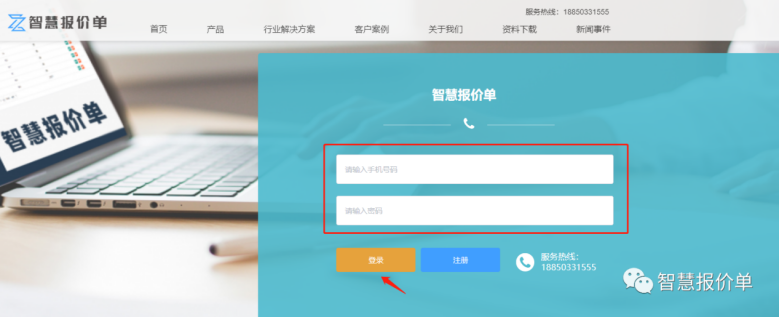 服务热线：18850331555
智慧报价单
首页 产品 行业解决方案 客户案例 关于我们 资料下载 新闻事件
智慧报价单
智慧报价单
请输入手机号码
请输入密码
登录 注册
服务热线：
18850331555
智慧报价单